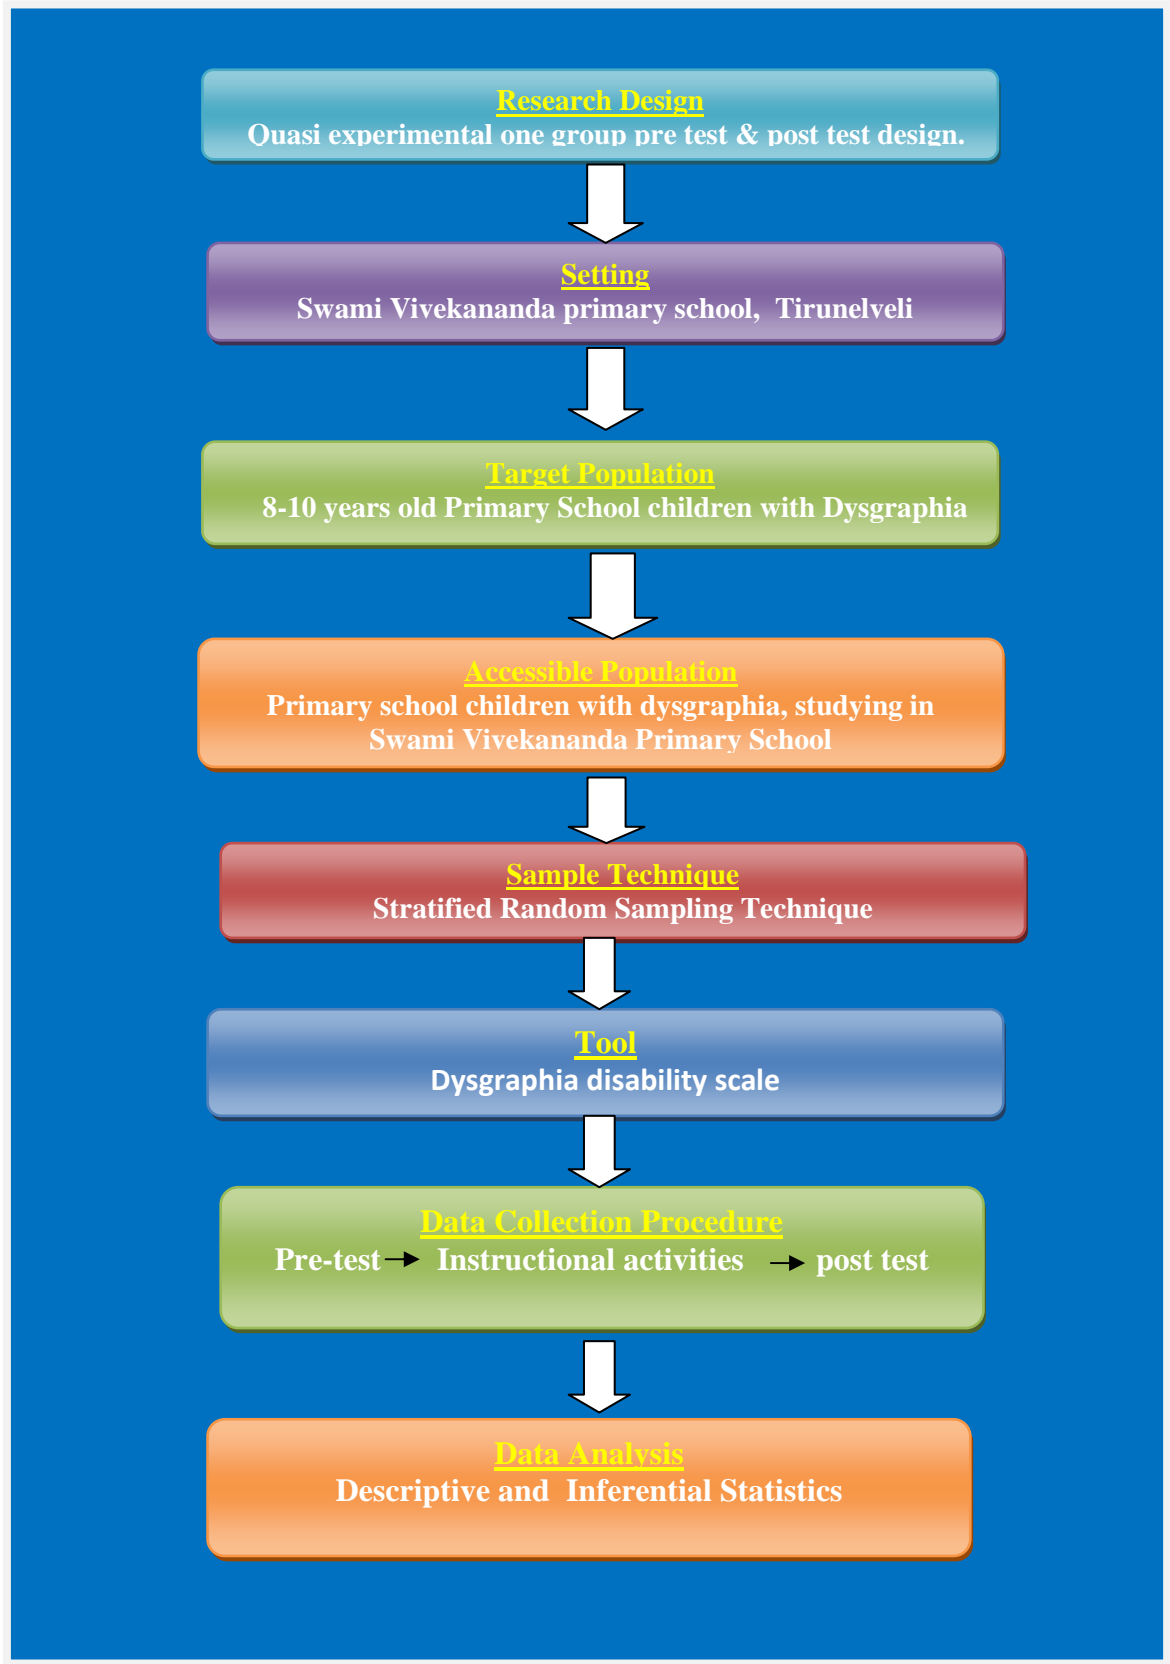 Research Design
Quasi experimental one group pre test & post test design.
Setting
Swami Vivekananda primary school, Tirunelveli
Target Population
8-10 years old Primary School children with Dysgraphia
Accessible Population
Primary school children with dysgraphia, studying in
Swami Vivekananda Primary School
Sample Technique
Stratified Random Sampling Technique
Tool
Dysgraphia disability scale
Data Collection Procedure
Pre-test Instructional activities post test
Data Analysis
Descriptive and Inferential Statistics